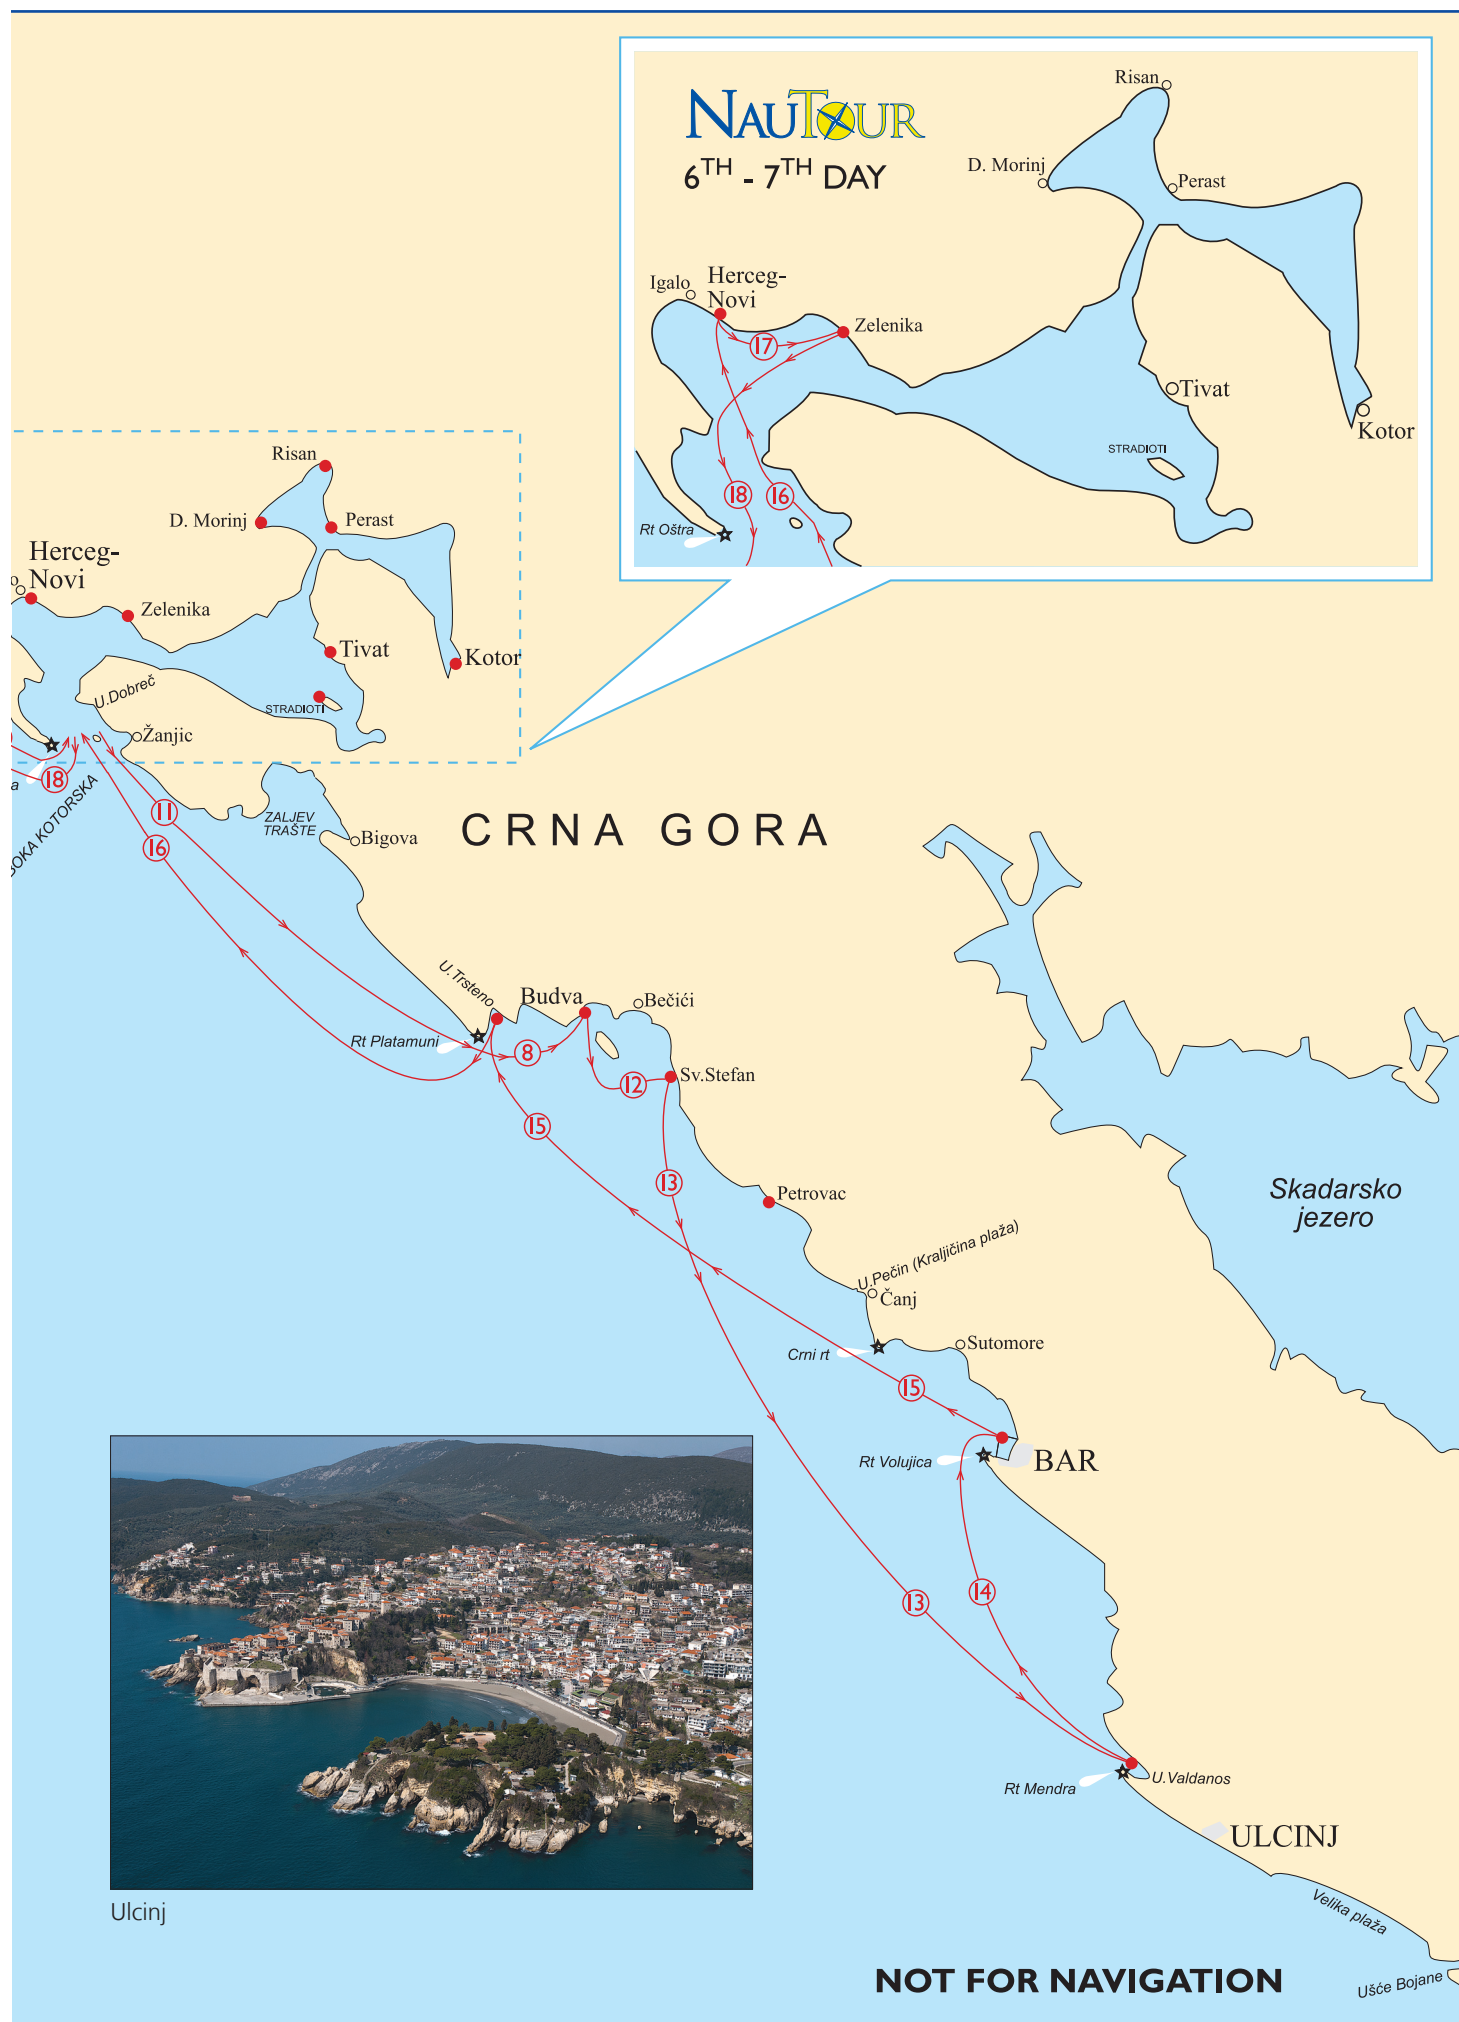 NAUTOUR
6TH - 7TH DAY
Risan
D. Morinj
Perast
Igalo
Herceg-
Novi
Zelenika
17
Tivat
Kotor
STRADIOTI
18
16
Rt Oštra
Risan
D. Morinj
Perast
Herceg-
Novi
o
Zelenika
Tivat
Kotor
U.Dobreč
STRADIOTI
Žanjic
18
a
BOKA KOTORSKA
11
16
ZALJEV
TRAŠTE
Bigova
CRNA GORA
U.Trsteno
Budva
Bečići
Rt Platamuni
8
12
Sv.Stefan
15
13
Petrovac
Skadarsko
jezero
U.Pečin (Kraljičina plaža)
Čanj
Sutomore
Crni rt
15
Rt Volujica
BAR
13
14
Rt Mendra
U.Valdanos
ULCINJ
Ulcinj
Velika plaža
NOT FOR NAVIGATION
Ušće Bojane